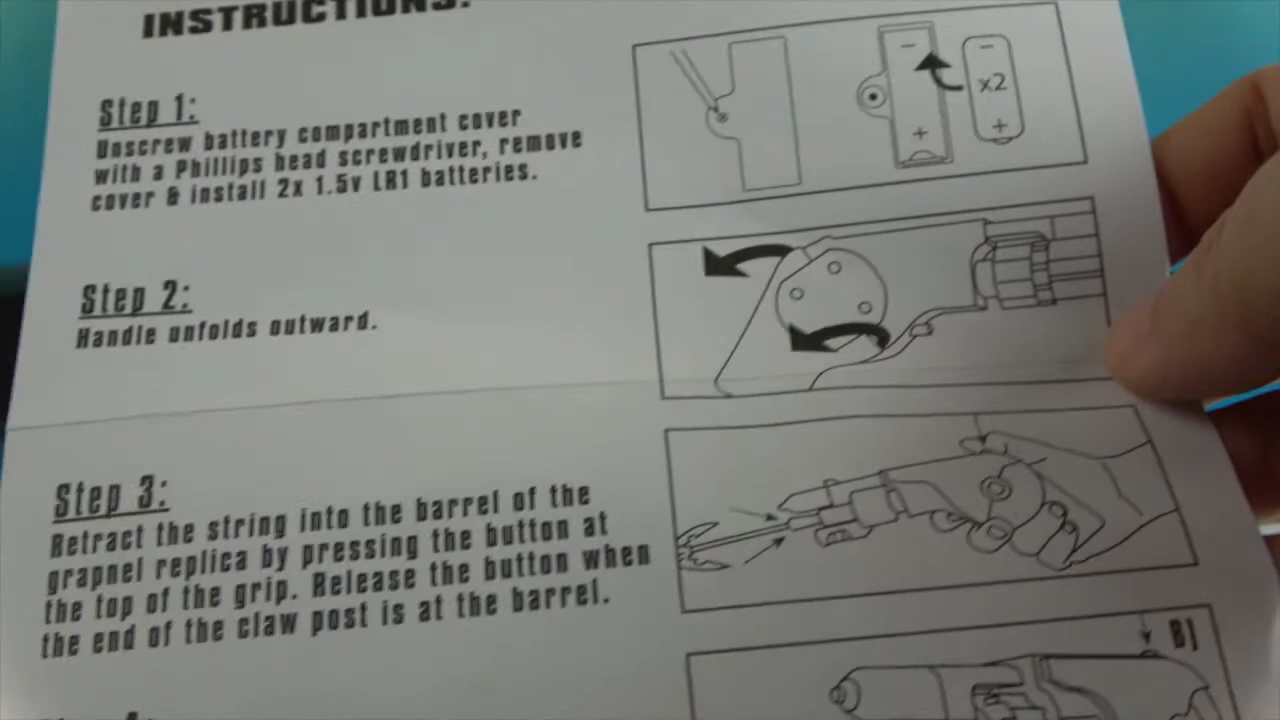 INSTRUCTIONS:
Step 1:
Unscrew battery compartment cover
with a Phillips head screwdriver, remove
cover & install 2x 1.5v LR1 batteries.
− − x2 + +
Step 2:
Handle unfolds outward.
Step 3:
Retract the string into the barrel of the
grapnel replica by pressing the button at
the top of the grip. Release the button when
the end of the claw post is at the barrel.
B)